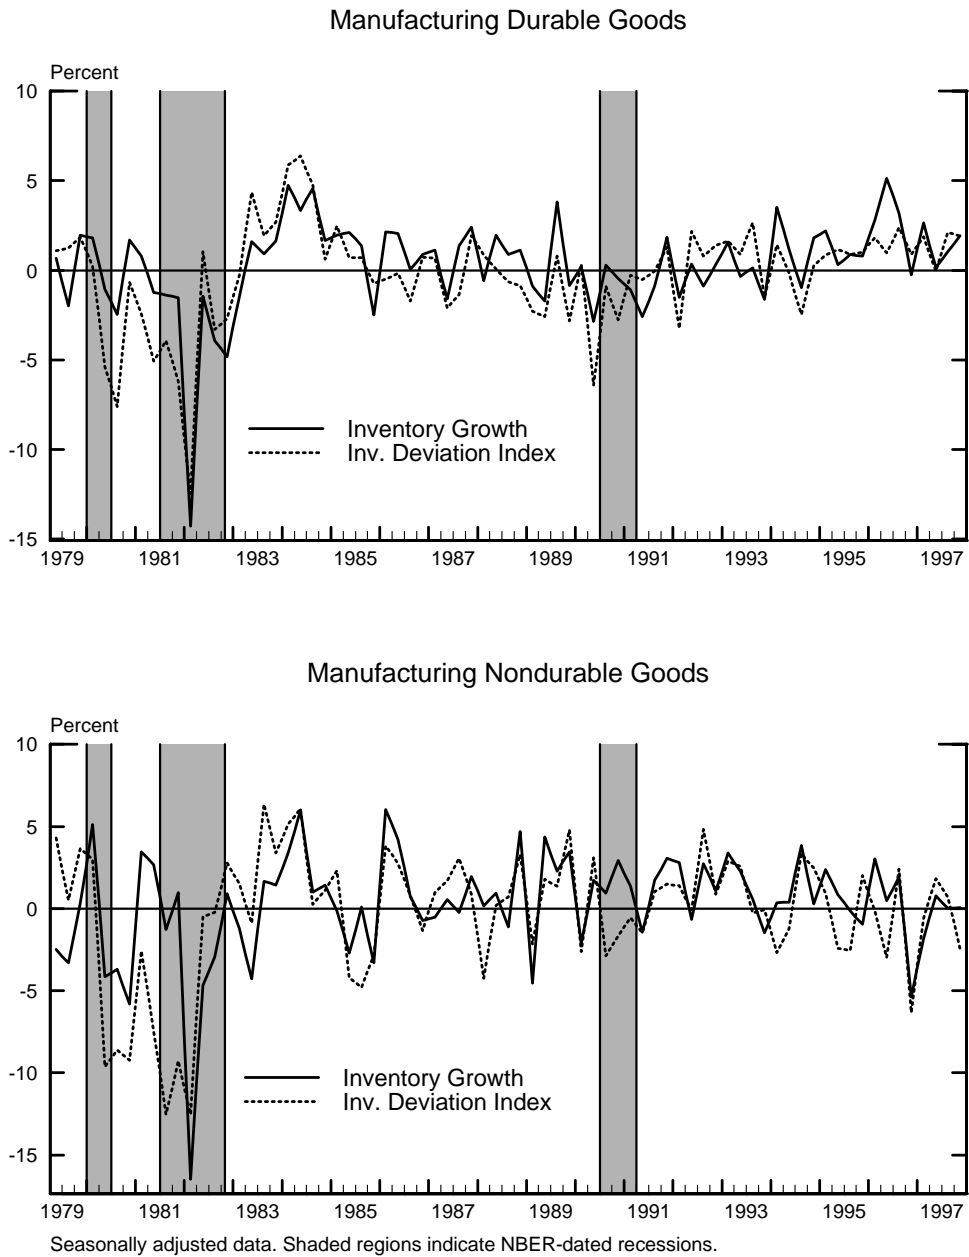 Manufacturing Durable Goods
Percent
10
5
0
-5
-10
-15
Inventory Growth
Inv. Deviation Index
1979 1981 1983 1985 1987 1989 1991 1993 1995 1997
Manufacturing Nondurable Goods
Percent
10
5
0
-5
-10
-15
Inventory Growth
Inv. Deviation Index
1979 1981 1983 1985 1987 1989 1991 1993 1995 1997
Seasonally adjusted data. Shaded regions indicate NBER-dated recessions.